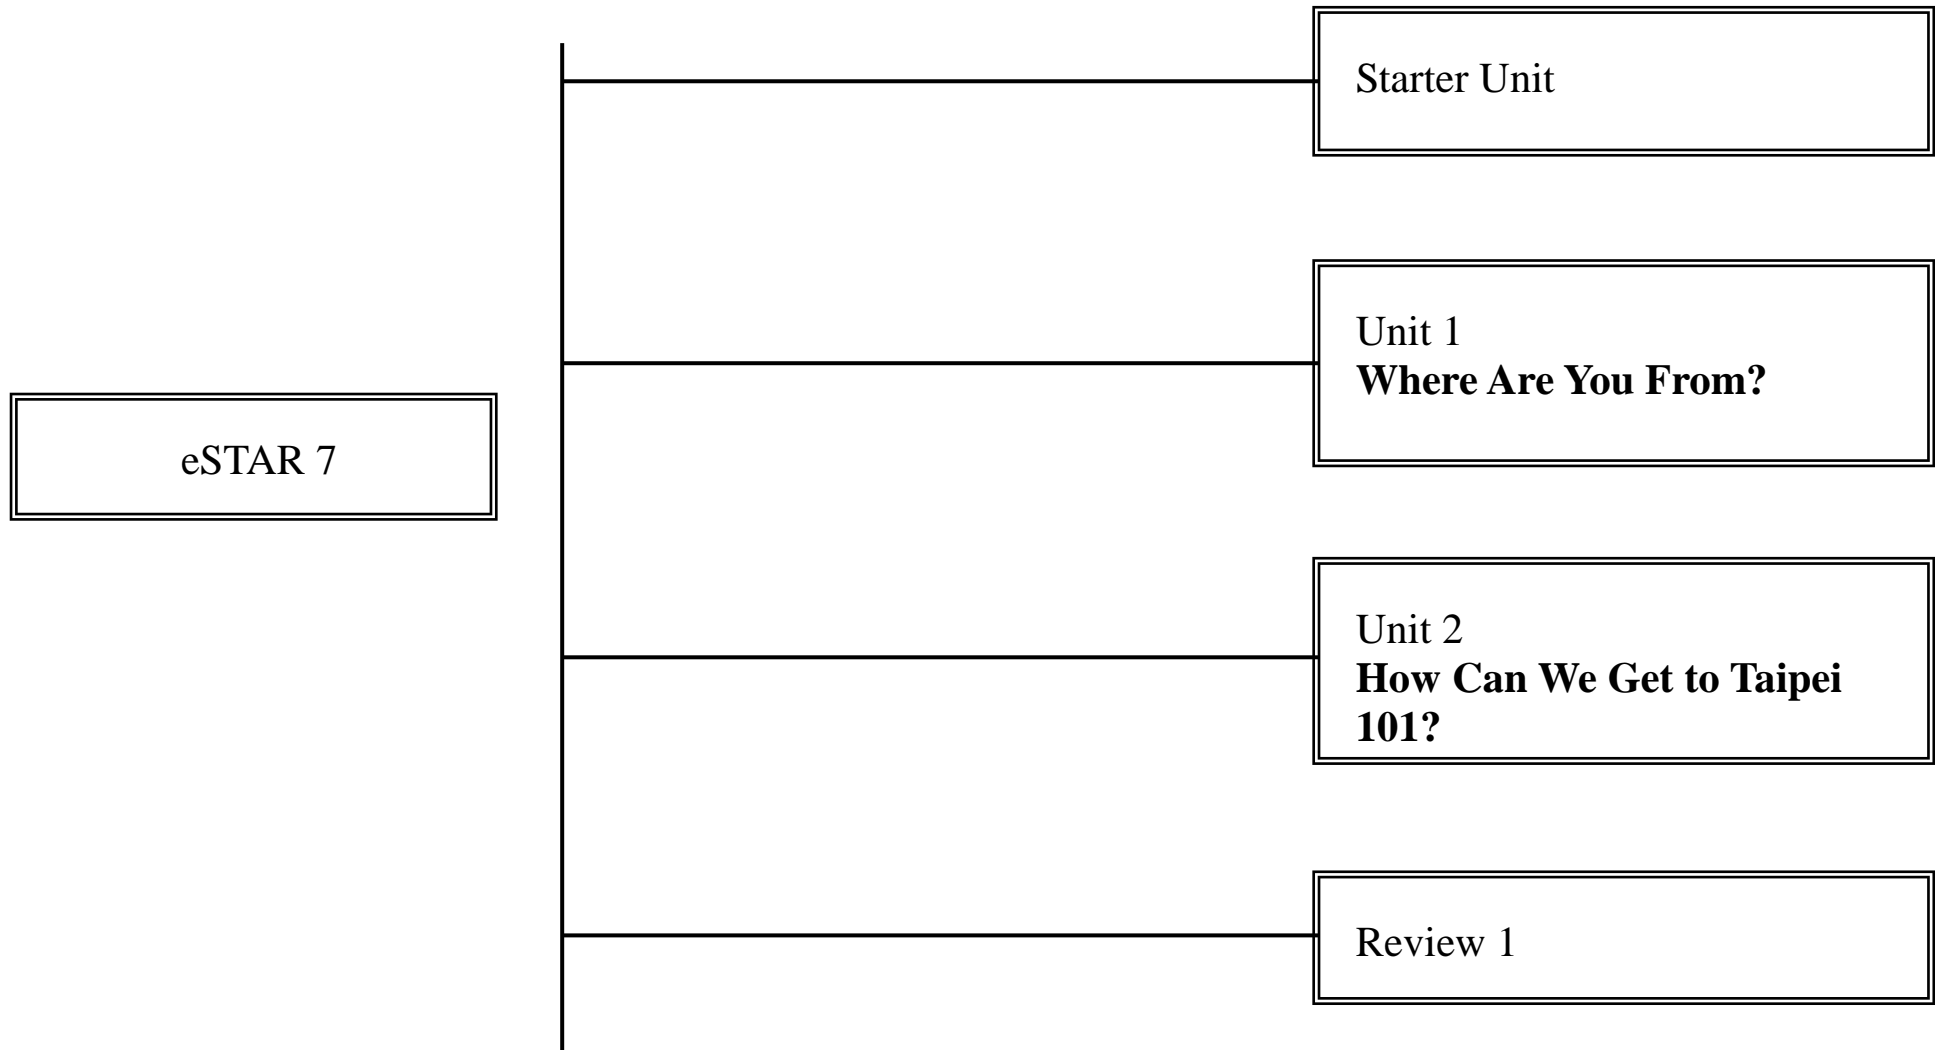 Starter Unit
Unit 1
Where Are You From?
eSTAR 7
Unit 2
How Can We Get to Taipei
101?
Review 1